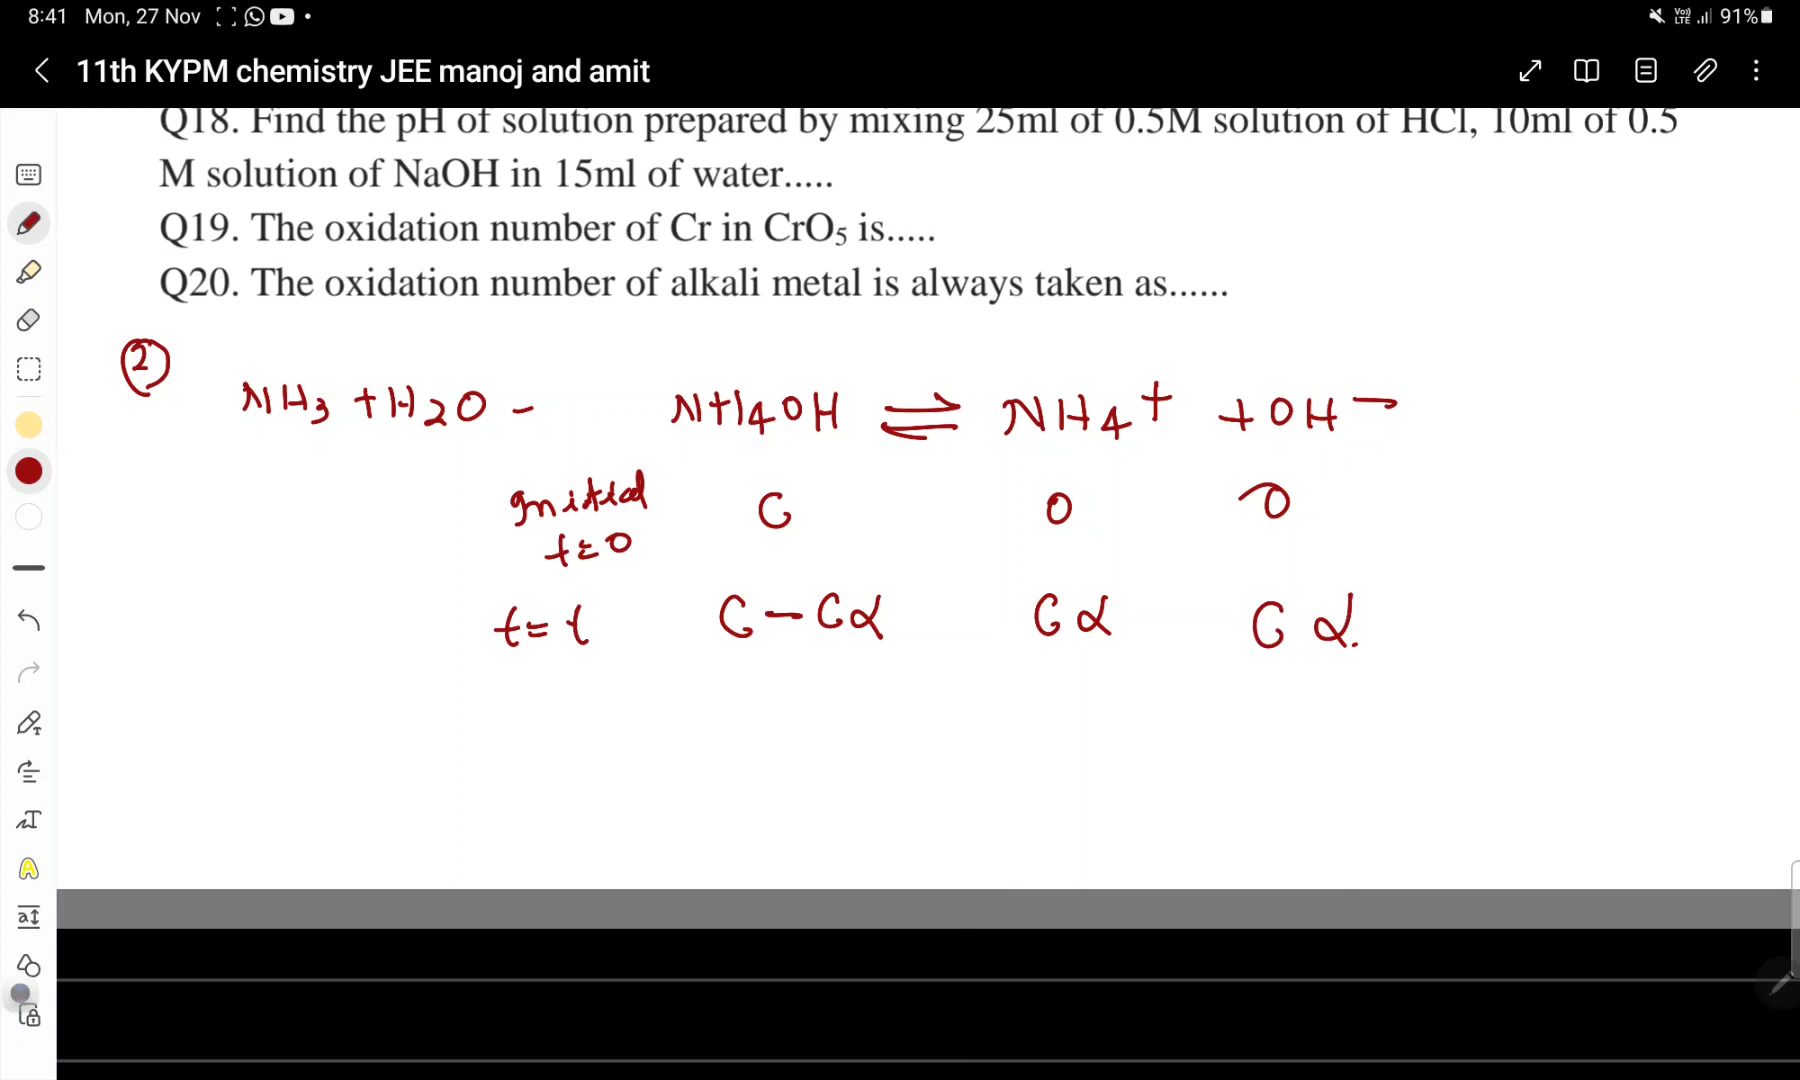 8:41 Mon, 27 Nov 91%
11th KYPM chemistry JEE manoj and amit
Q18. Find the pH of solution prepared by mixing 25ml of 0.5M solution of HCl, 10ml of 0.5
M solution of NaOH in 15ml of water.....
Q19. The oxidation number of Cr in CrO₅ is.....
Q20. The oxidation number of alkali metal is always taken as......
②
NH3 + H2O - NH4OH ⇌ NH4+ + OH-
Initial C O O
t=0
t=t C-Cα Cα Cα.